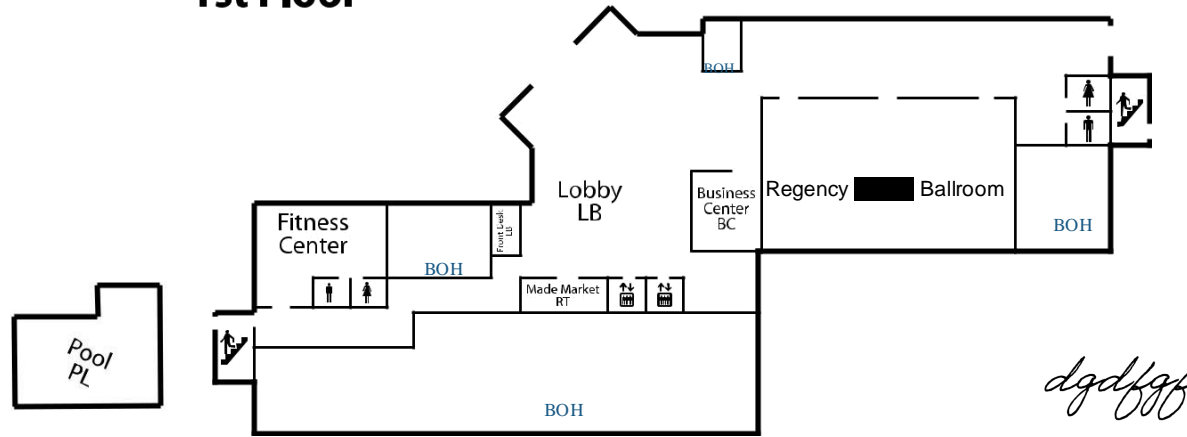 1st Floor
BOH
Lobby
LB
Business
Center
BC
Regency Ballroom
BOH
Fitness
Center
Front Desk
LB
BOH
Made Market
RT
Pool
PL
BOH
dgdfgf